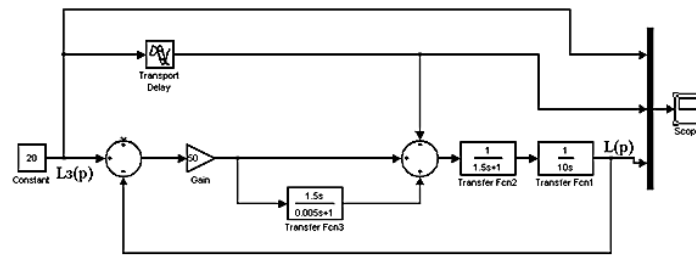 Transport
Delay
20
Constant
L3(p)
50
Gain
1.5s
0.005s+1
Transfer Fcn3
1
1.5s+1
Transfer Fcn2
1
10s
Transfer Fcn1
L(p)
Scop